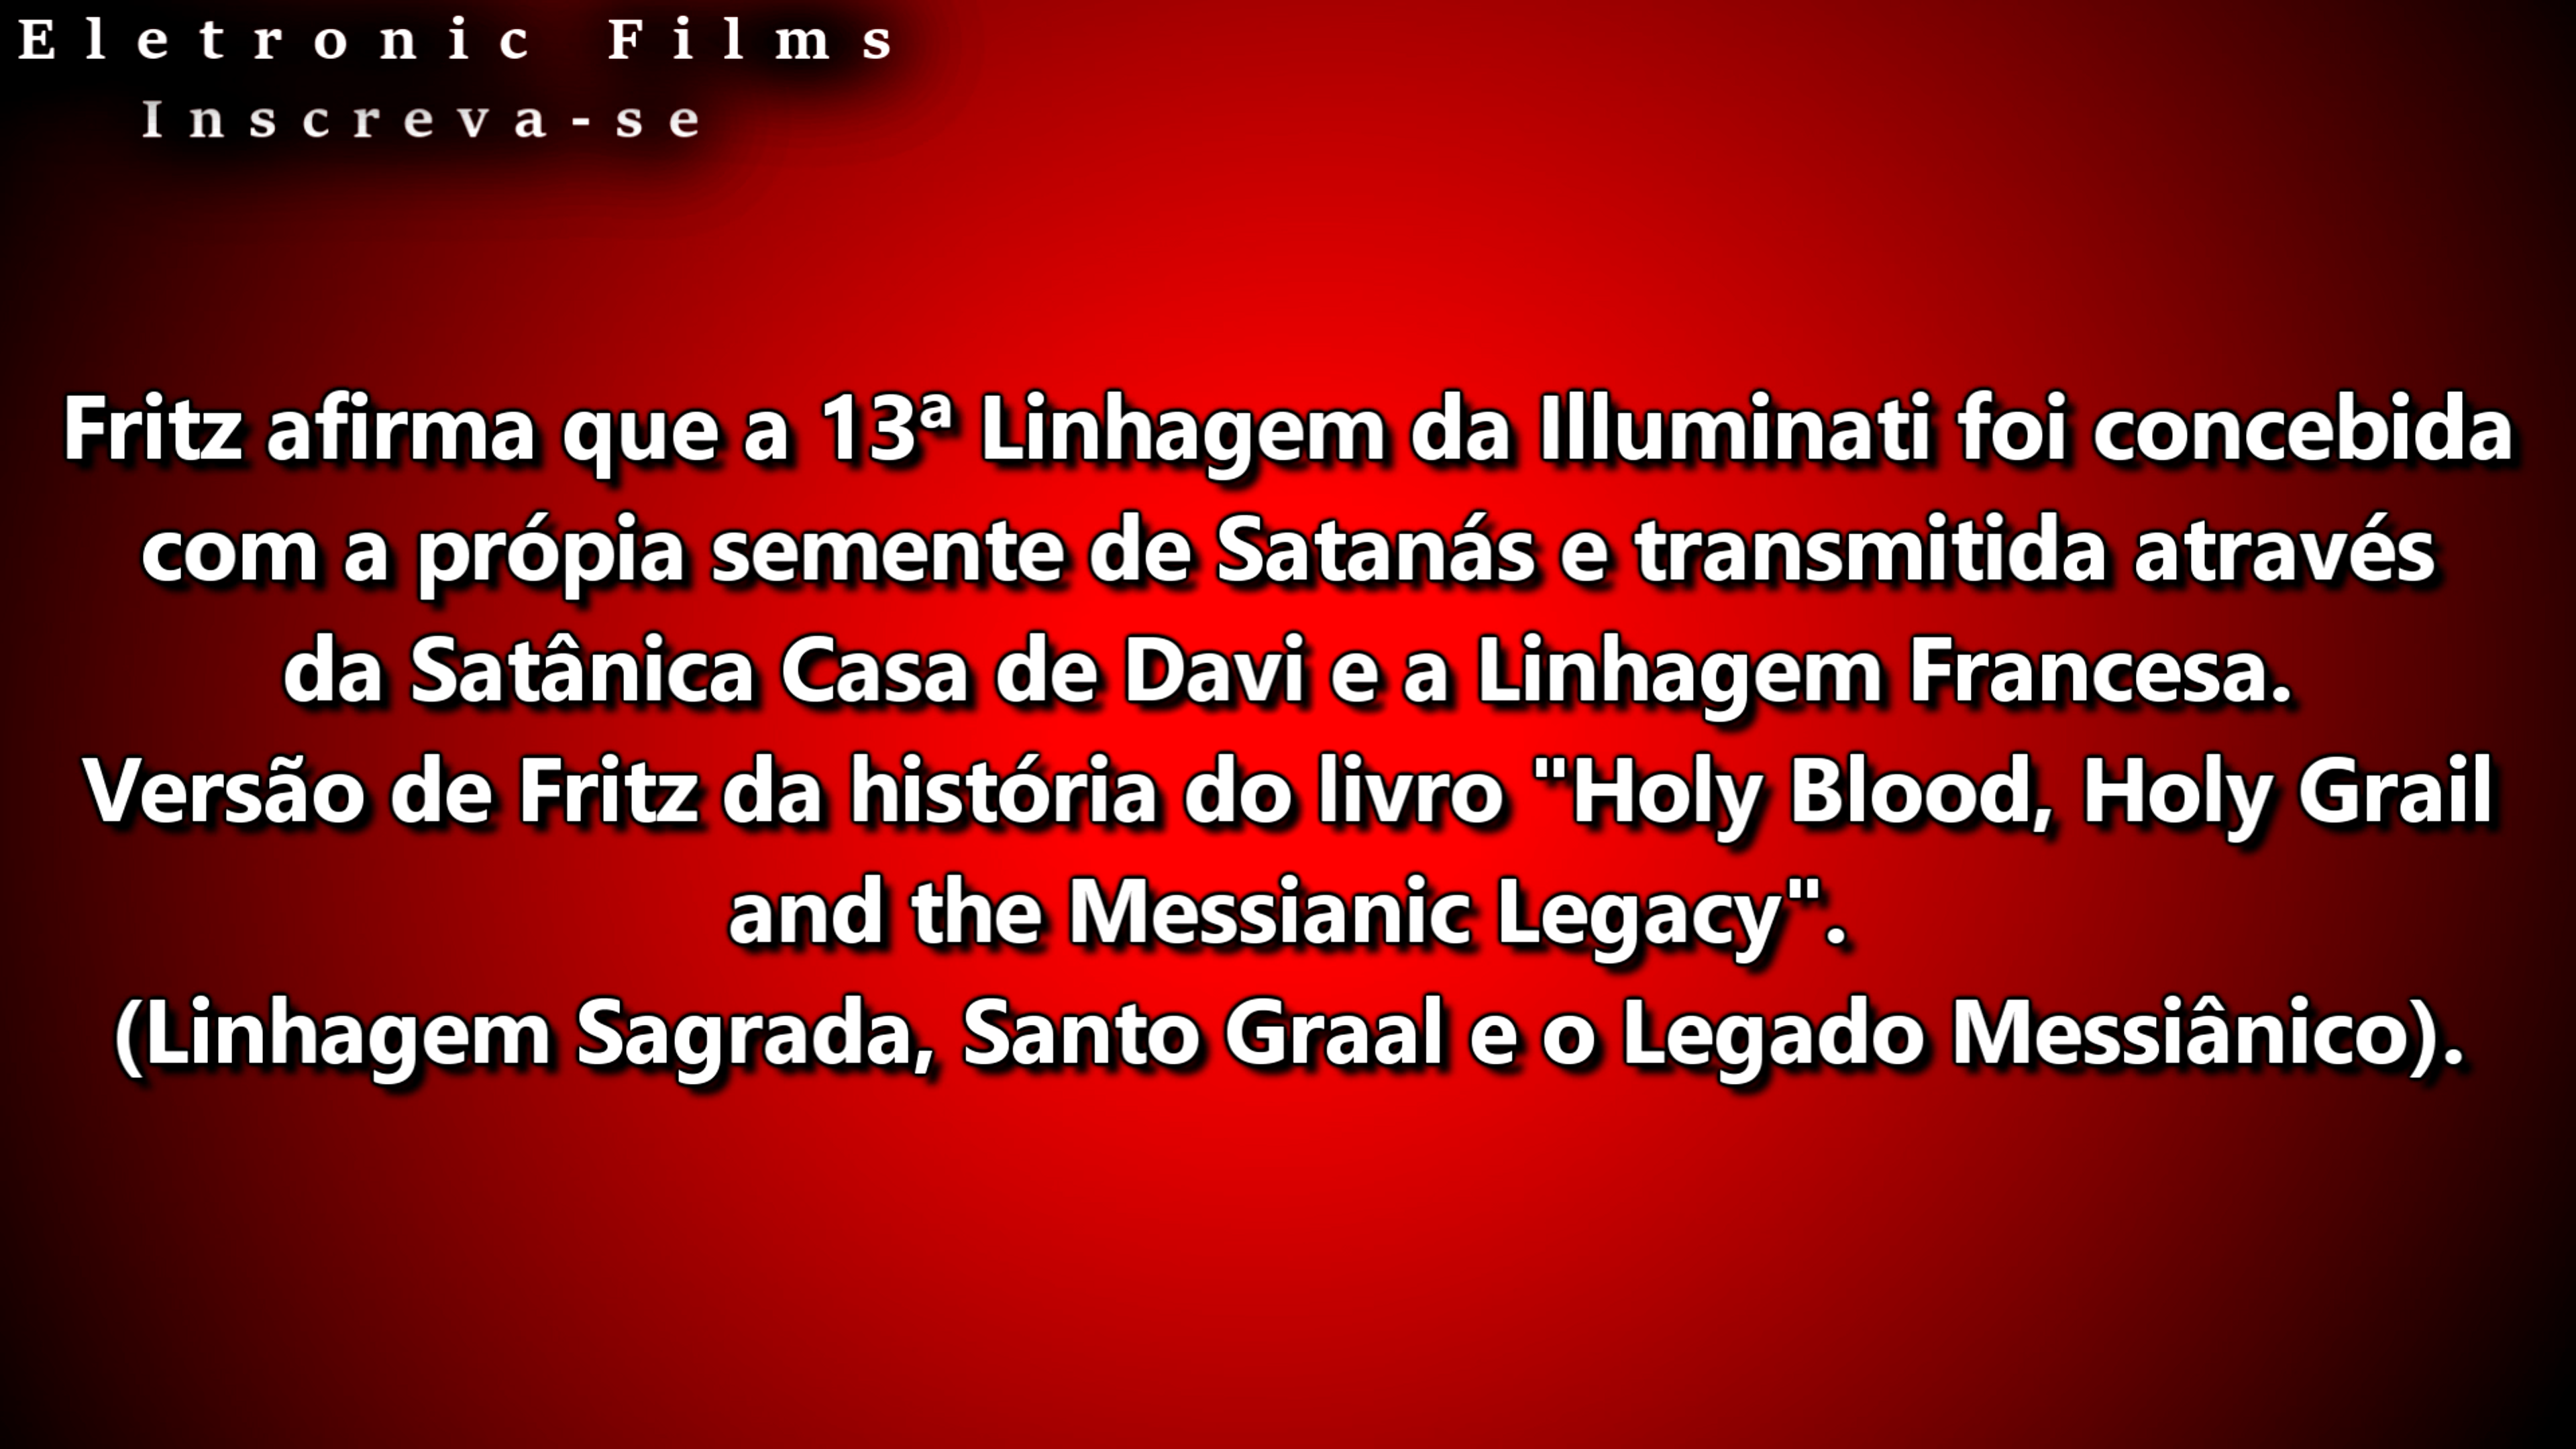 Eletronic Films
Inscreva-se
Fritz afirma que a 13ª Linhagem da Illuminati foi concebida
com a própia semente de Satanás e transmitida através
da Satânica Casa de Davi e a Linhagem Francesa.
Versão de Fritz da história do livro "Holy Blood, Holy Grail
and the Messianic Legacy".
(Linhagem Sagrada, Santo Graal e o Legado Messiânico).